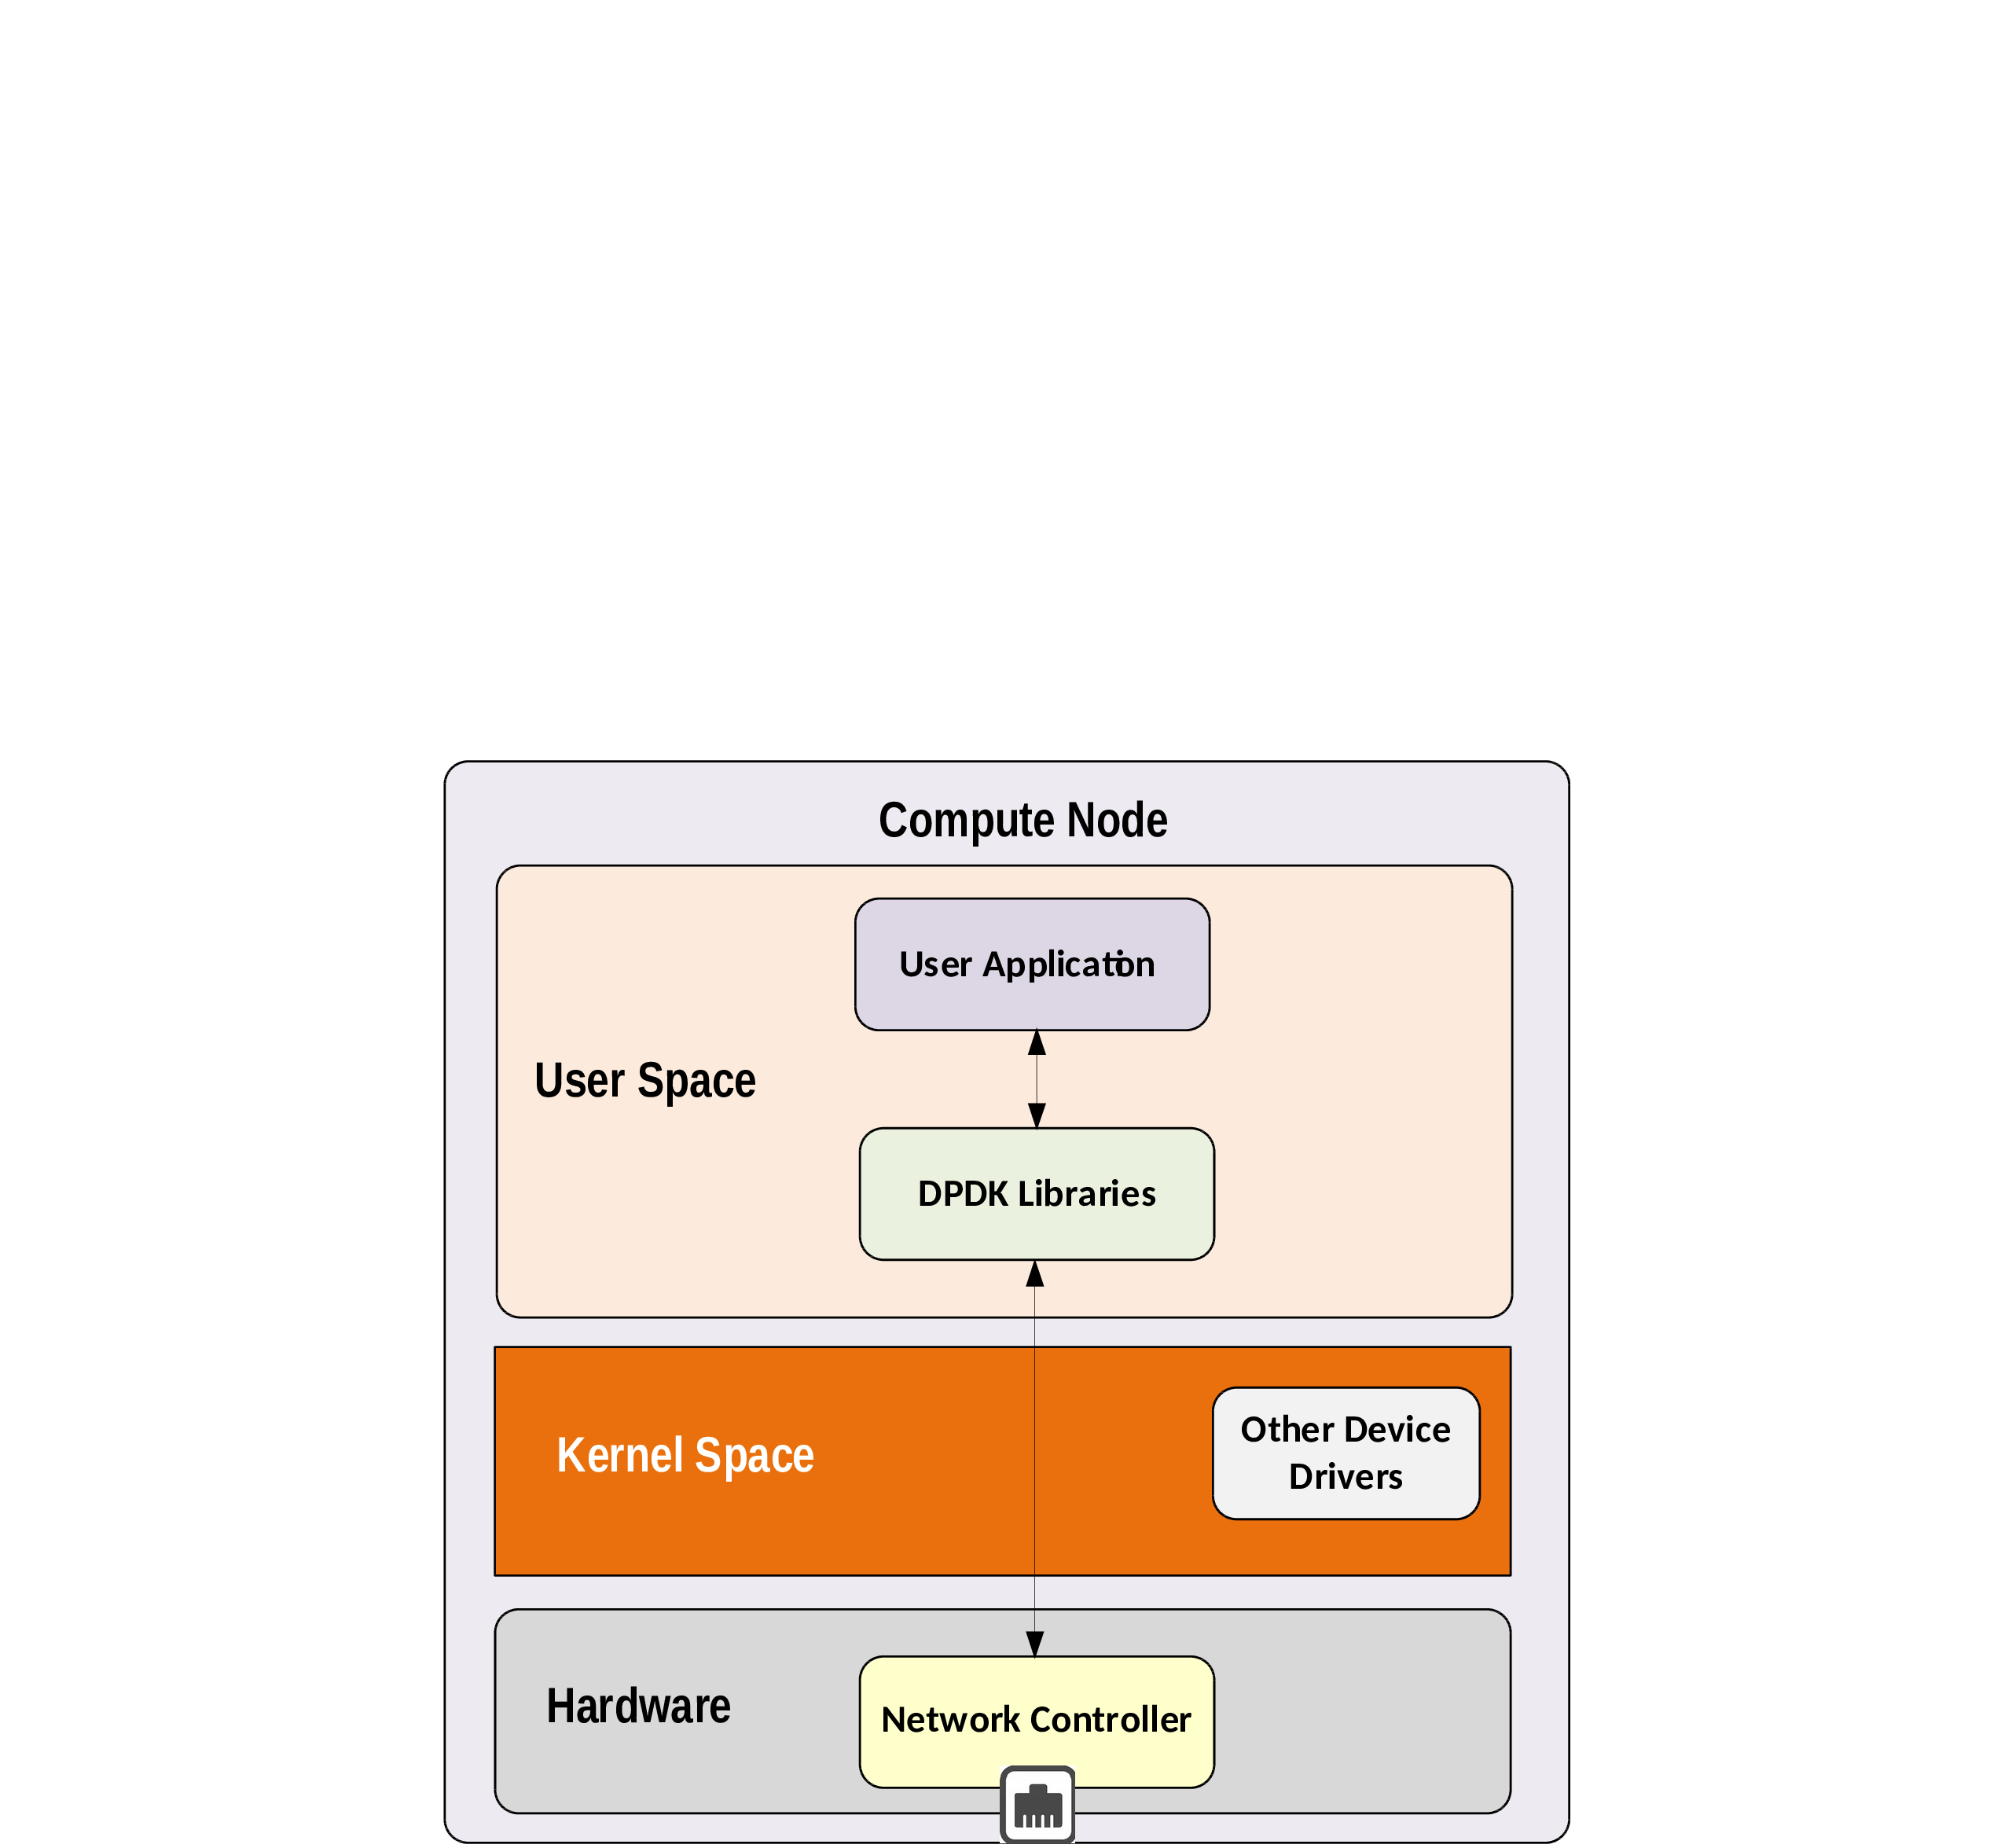 Compute Node
User Application
User Space
DPDK Libraries
Other Device
Drivers
Kernel Space
Hardware
Network Controller